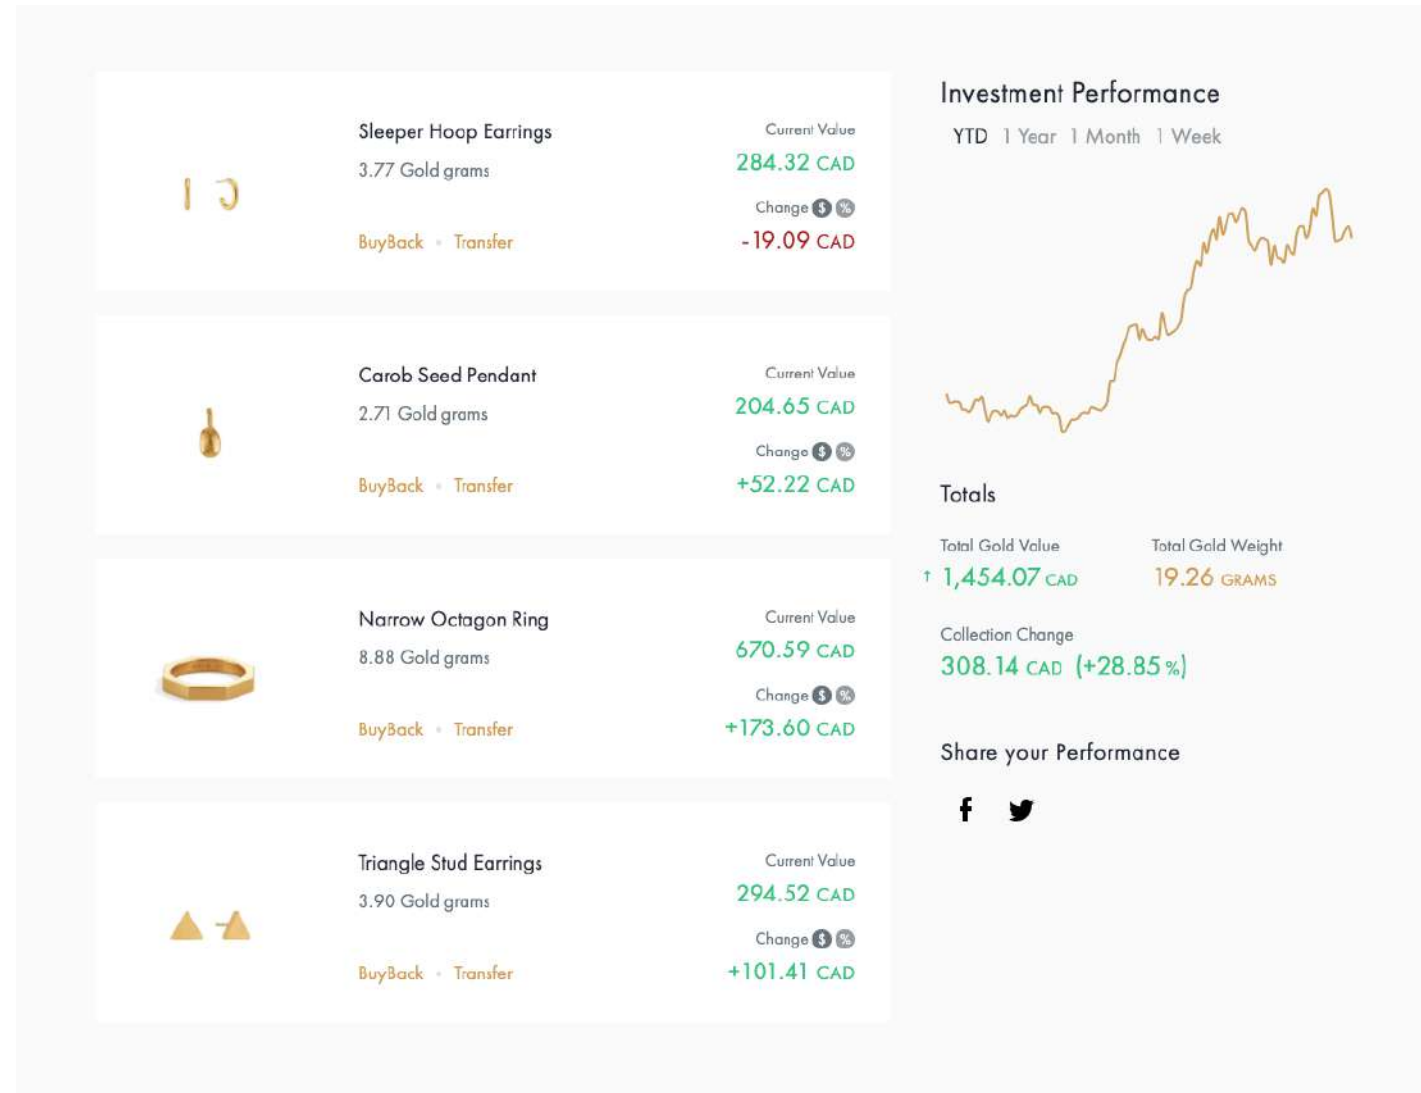 Sleeper Hoop Earrings
3.77 Gold grams
BuyBack • Transfer
Current Value
284.32 CAD
Change $ %
-19.09 CAD
Carob Seed Pendant
2.71 Gold grams
BuyBack • Transfer
Current Value
204.65 CAD
Change $ %
+52.22 CAD
Narrow Octagon Ring
8.88 Gold grams
BuyBack • Transfer
Current Value
670.59 CAD
Change $ %
+173.60 CAD
Triangle Stud Earrings
3.90 Gold grams
BuyBack • Transfer
Current Value
294.52 CAD
Change $ %
+101.41 CAD
Investment Performance
YTD 1 Year 1 Month 1 Week
Totals
Total Gold Value
↑ 1,454.07 CAD
Total Gold Weight
19.26 GRAMS
Collection Change
308.14 CAD (+28.85 %)
Share your Performance